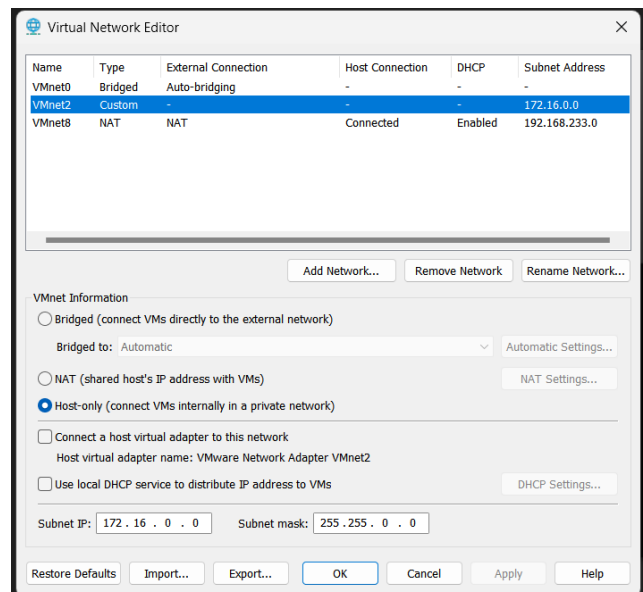 Virtual Network Editor
Name Type External Connection Host Connection DHCP Subnet Address
VMnet0 Bridged Auto-bridging - - -
VMnet2 Custom - - - 172.16.0.0
VMnet8 NAT NAT Connected Enabled 192.168.233.0
Add Network... Remove Network Rename Network...
VMnet Information
Bridged (connect VMs directly to the external network)
Bridged to: Automatic Automatic Settings...
NAT (shared host's IP address with VMs) NAT Settings...
Host-only (connect VMs internally in a private network)
Connect a host virtual adapter to this network
Host virtual adapter name: VMware Network Adapter VMnet2
Use local DHCP service to distribute IP address to VMs DHCP Settings...
Subnet IP: 172 . 16 . 0 . 0 Subnet mask: 255 . 255 . 0 . 0
Restore Defaults Import... Export... OK Cancel Apply Help